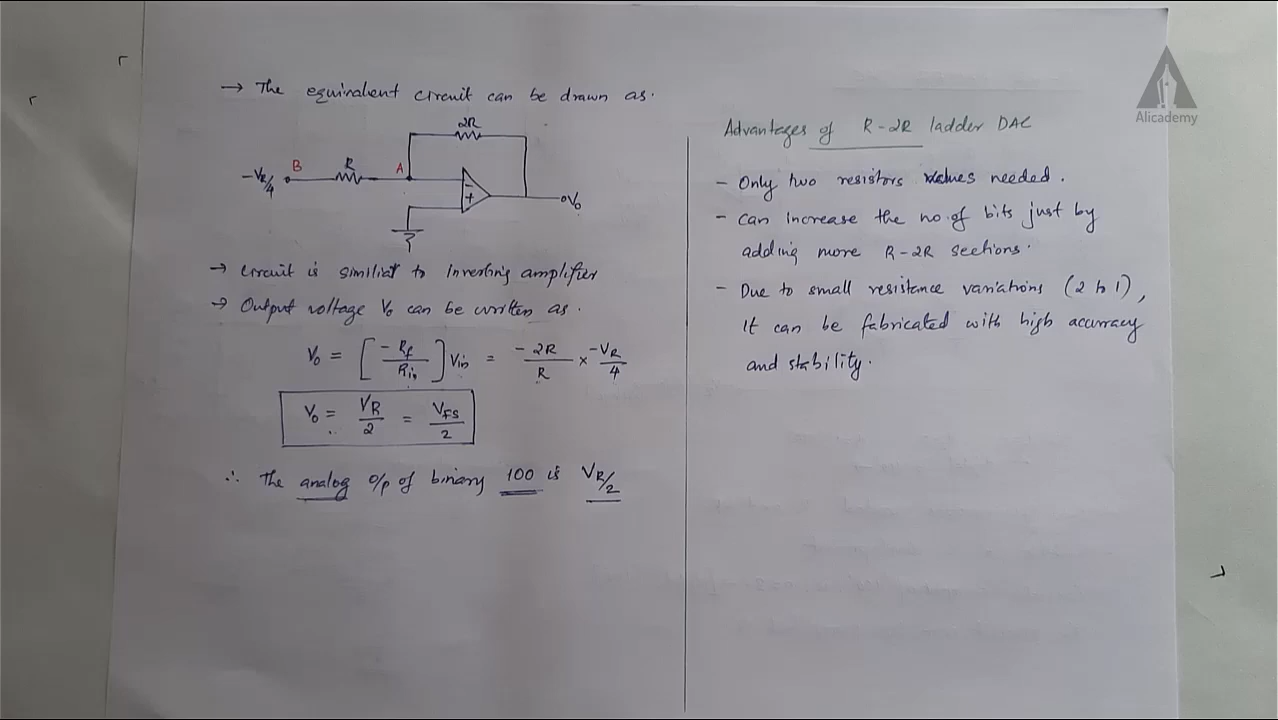 → The equivalent circuit can be drawn as.
2R
B R A
-VR/4
-
+
V₀
→ Circuit is similiar to Inverting amplifier
→ Output voltage V₀ can be written as.
V₀ = [-Rf/Rin] Vin = -2R/R × -VR/4
V₀ = VR/2 = VFS/2
∴ The analog o/p of binary 100 is VR/2
Alicademy
Advantages of R-2R ladder DAC
- Only two resistors values needed.
- can increase the no. of bits just by
adding more R-2R sections.
- Due to small resistance variations (2 to 1),
It can be fabricated with high accuracy
and stability.